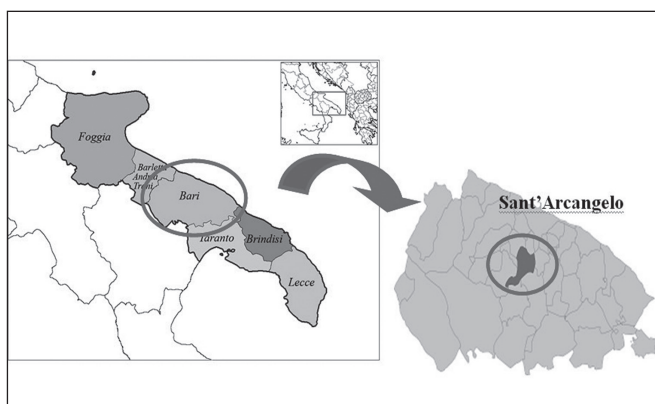 Foggia
Barletta
Andria
Trani
Bari
Taranto
Brindisi
Lecce
Sant'Arcangelo